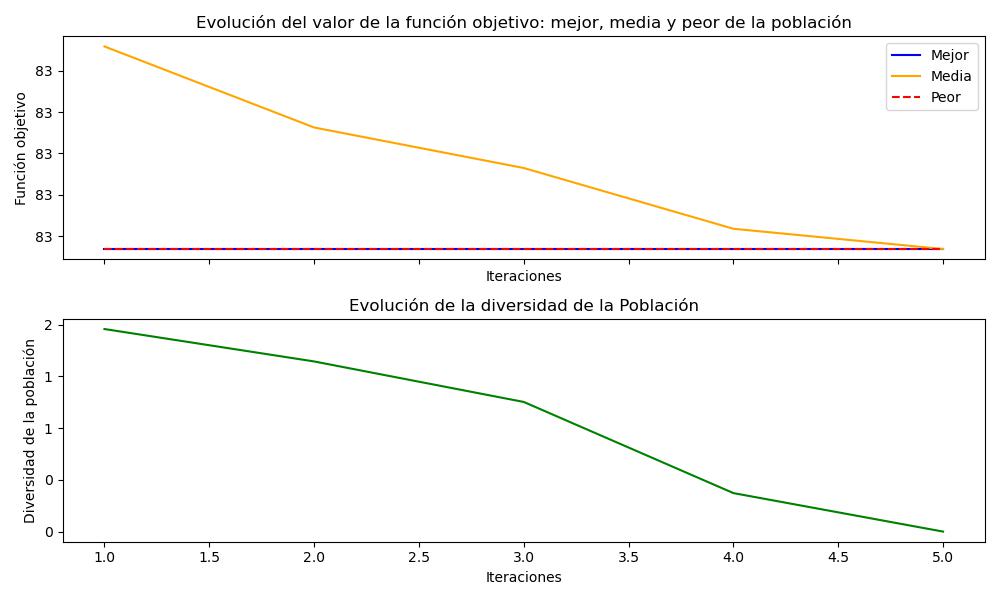 Evolución del valor de la función objetivo: mejor, media y peor de la población
Función objetivo
83
83
83
83
83
Mejor
Media
Peor
Iteraciones
Evolución de la diversidad de la Población
Diversidad de la población
2
1
1
0
0
1.0 1.5 2.0 2.5 3.0 3.5 4.0 4.5 5.0
Iteraciones